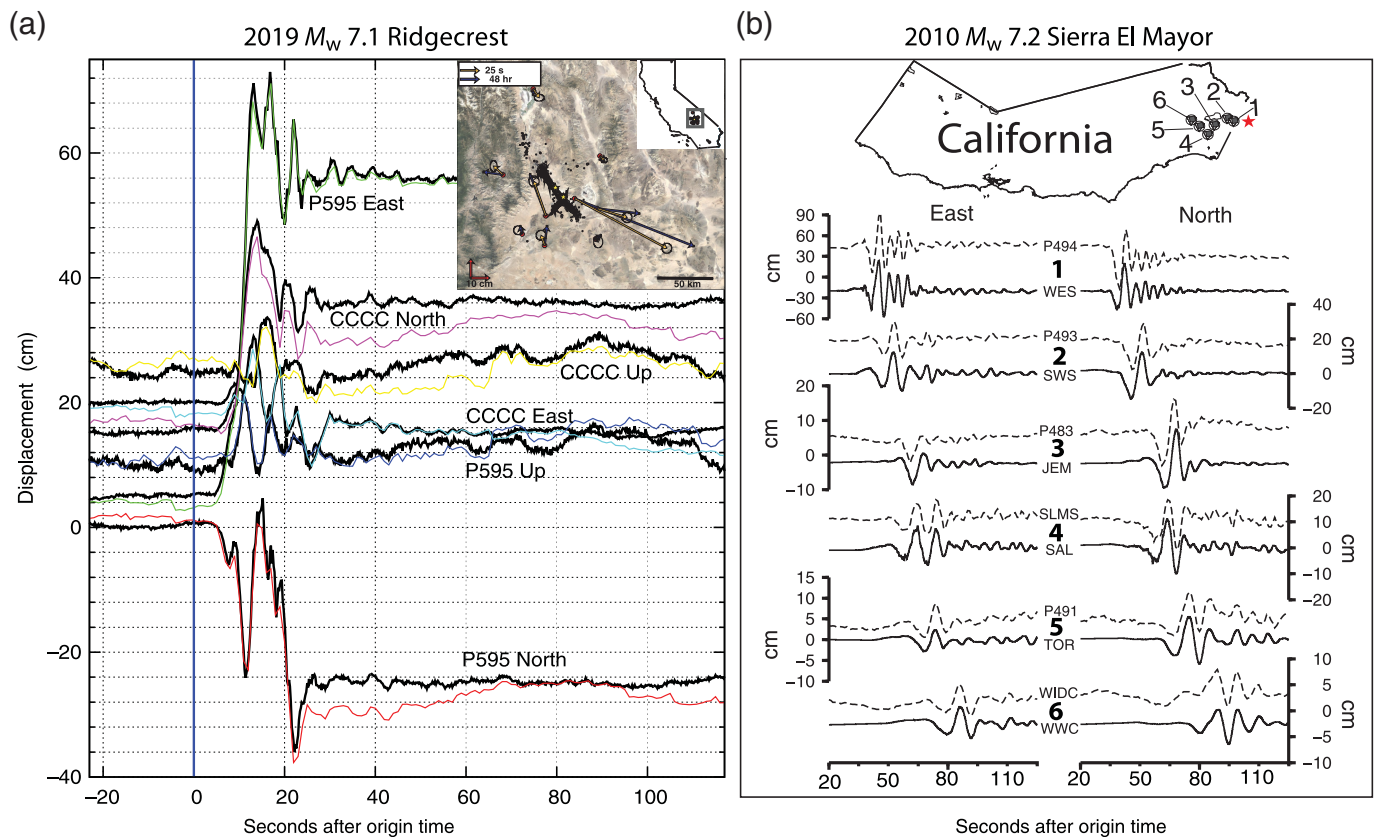 (a)
2019 Mw 7.1 Ridgecrest
25 s
48 hr
10 cm
50 km
P595 East
CCCC North
CCCC Up
CCCC East
P595 Up
P595 North
Displacement (cm)
60
40
20
0
−20
−40
−20 0 20 40 60 80 100
Seconds after origin time
(b)
2010 Mw 7.2 Sierra El Mayor
California
1
2
3
4
5
6
East North
cm
90
60
30
0
−30
−60
P494
1
WES
40
20
0
−20
cm
P493
2
SWS
20
10
0
−10
P483
3
JEM
20
10
0
−10
−20
cm
SLMS
4
SAL
cm
15
10
5
0
−5
−10
P491
5
TOR
10
5
0
−5
−10
cm
WIDC
6
WWC
20 50 80 110 20 50 80 110
Seconds after origin time Seconds after origin time